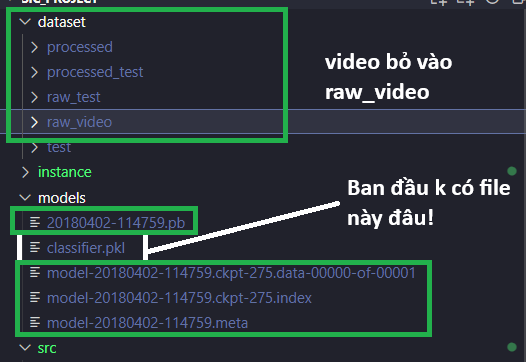 dataset
processed
processed_test
raw_test
raw_video
test
instance
models
20180402-114759.pb
classifier.pkl
model-20180402-114759.ckpt-275.data-00000-of-00001
model-20180402-114759.ckpt-275.index
model-20180402-114759.meta
src
video bỏ vào
raw_video
Ban đầu k có file
này đâu!